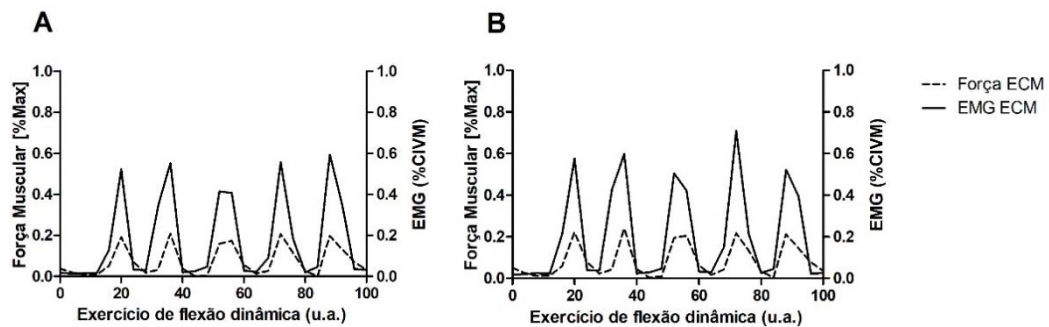 A
1.0
0.8
0.6
0.4
0.2
0.0
Força Muscular [%Max]
1.0
0.8
0.6
0.4
0.2
0.0
EMG (%CIVM)
0 20 40 60 80 100
Exercício de flexão dinâmica (u.a.)
B
1.0
0.8
0.6
0.4
0.2
0.0
Força Muscular [%Max]
1.0
0.8
0.6
0.4
0.2
0.0
EMG (%CIVM)
0 20 40 60 80 100
Exercício de flexão dinâmica (u.a.)
Força ECM
EMG ECM